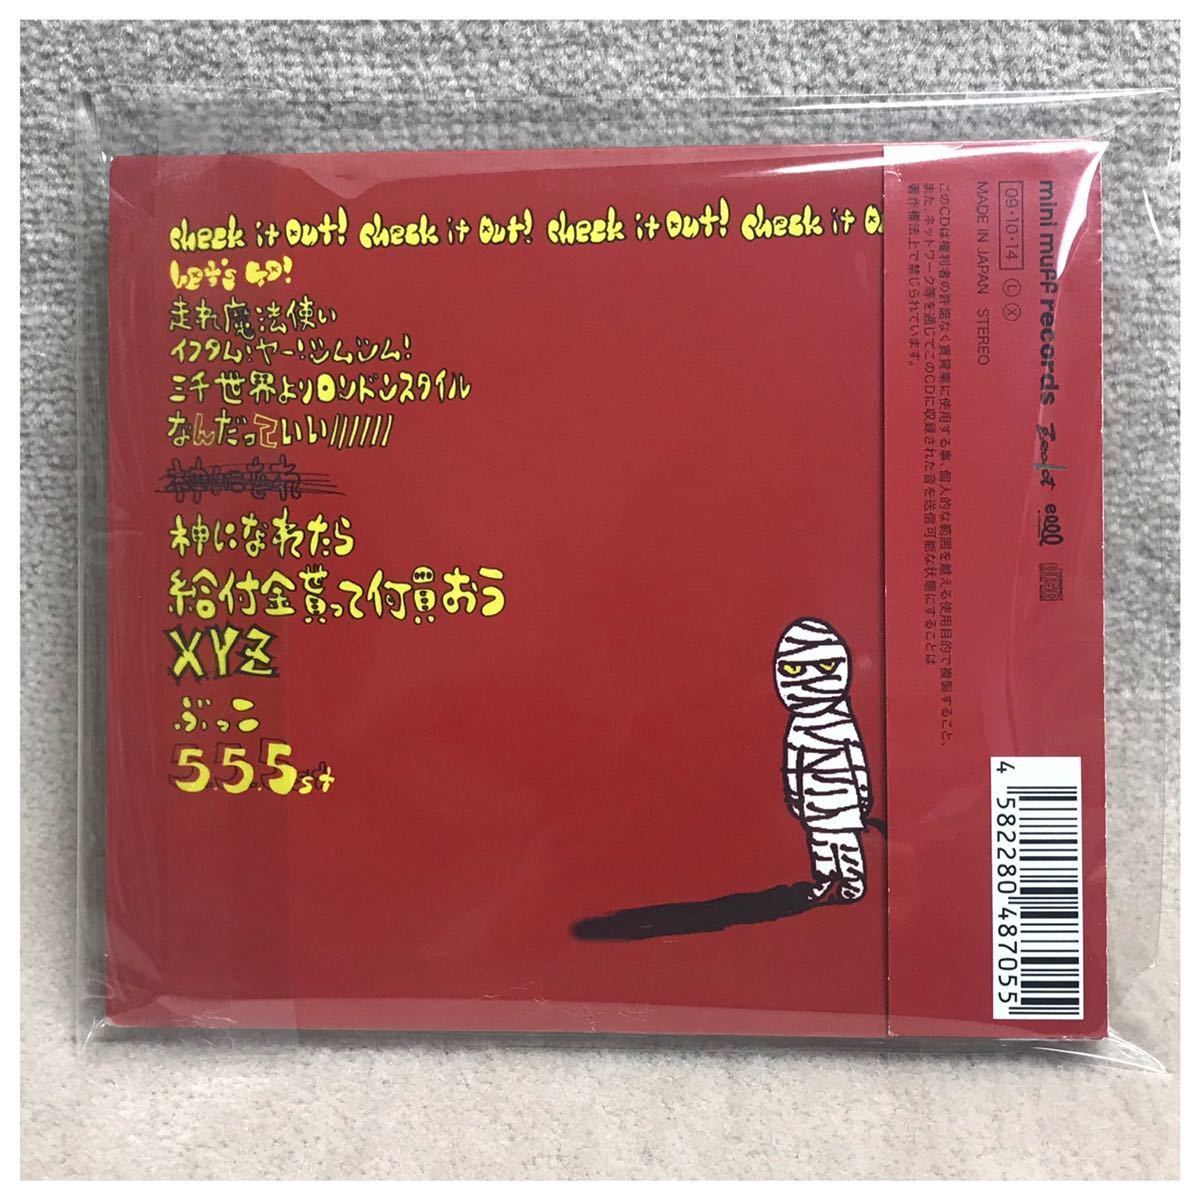 check it out! check it out! check it out! check it
Let's go!
走れ魔法使い
イフタム!ヤー!シムシム!
三千世界よりロンドンスタイル
なんだっていい//////
神になれたら
給付金貰って何買おう
XYZ
ぶっこ
5.5.5st
mini muff records Zealot
DISC
09・10・14 Ⓛ Ⓧ
MADE IN JAPAN STEREO
このCDは権利者の許諾なく賃貸業に使用する事、個人的な範囲を越える使用目的で複製すること、
また、ネットワーク等を通じてこのCDに収録された音を送信可能な状態にすることは
著作権法上で禁じられています。
4 582280 487055